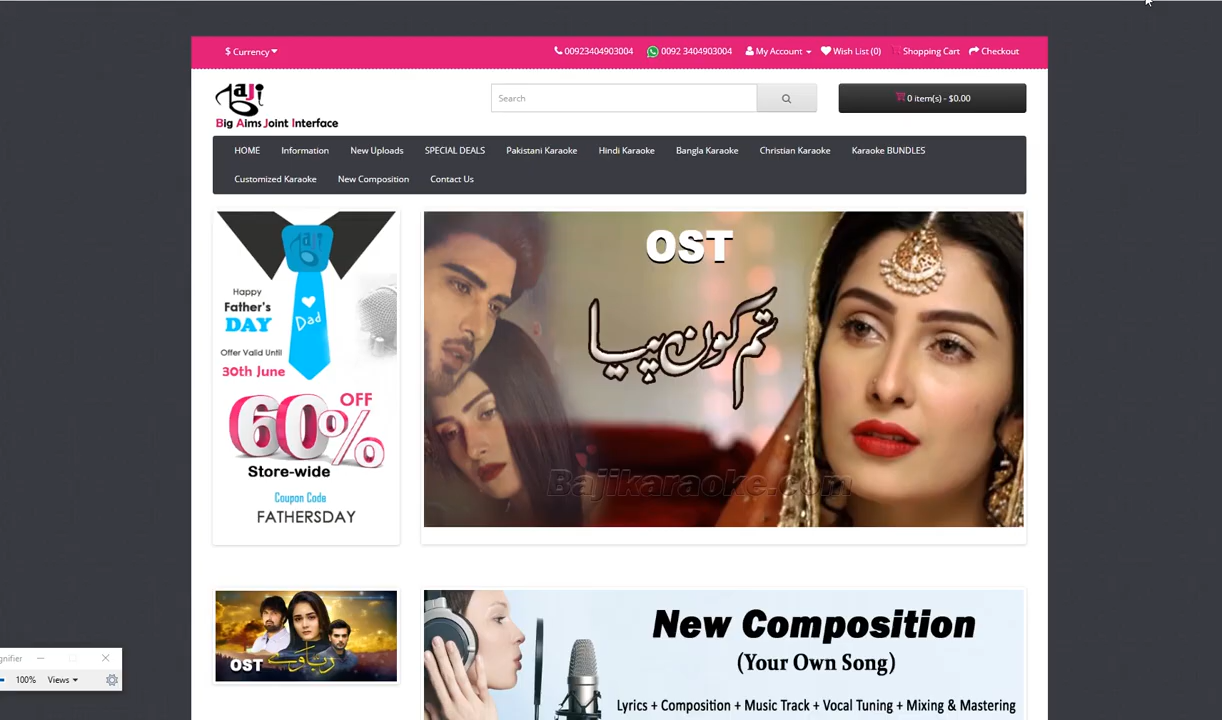 $ Currency
00923404903004
0092 3404903004
My Account
Wish List (0)
Shopping Cart
Checkout
aJi
Big Aims Joint Interface
Search
0 item(s) - $0.00
HOME
Information
New Uploads
SPECIAL DEALS
Pakistani Karaoke
Hindi Karaoke
Bangla Karaoke
Christian Karaoke
Karaoke BUNDLES
Customized Karaoke
New Composition
Contact Us
Happy
Father's
DAY
Dad
Offer Valid Until
30th June
60% OFF
Store-wide
Coupon Code
FATHERSDAY
OST
تم کون پیا
Bajikaraoke.com
OST
New Composition
(Your Own Song)
Lyrics + Composition + Music Track + Vocal Tuning + Mixing & Mastering
gnifier
100%
Views